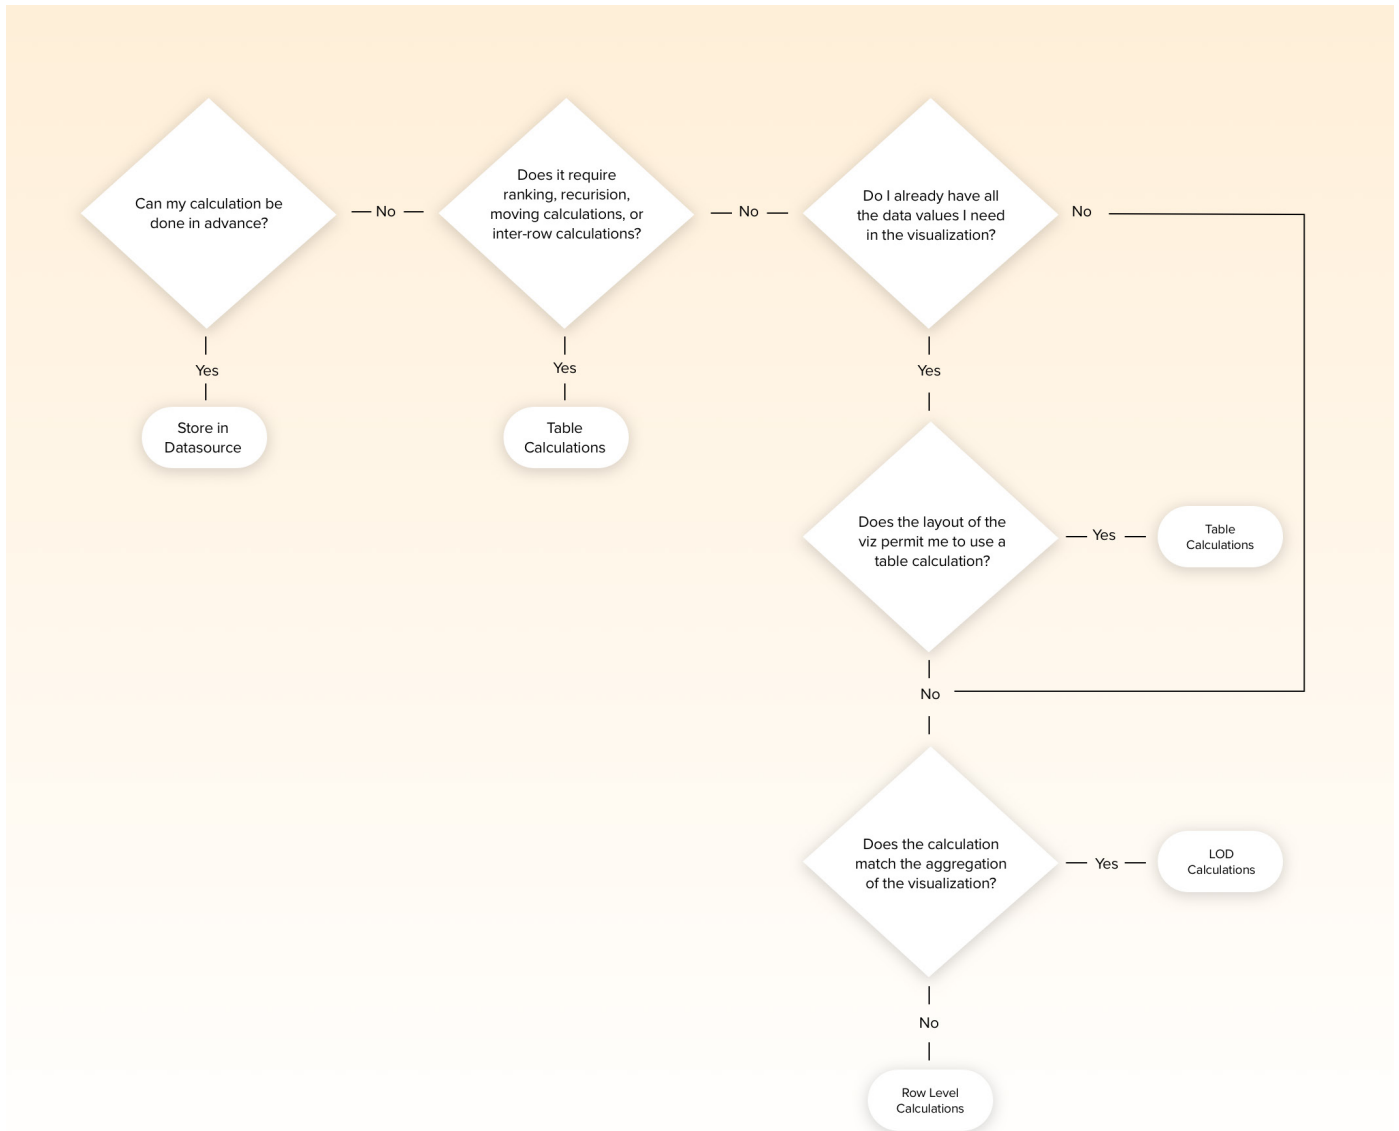 Can my calculation be
done in advance?
No
Does it require
ranking, recurision,
moving calculations, or
inter-row calculations?
No
Do I already have all
the data values I need
in the visualization?
No
Yes
Yes
Yes
Store in
Datasource
Table
Calculations
Does the layout of the
viz permit me to use a
table calculation?
Yes
Table
Calculations
No
Does the calculation
match the aggregation
of the visualization?
Yes
LOD
Calculations
No
Row Level
Calculations